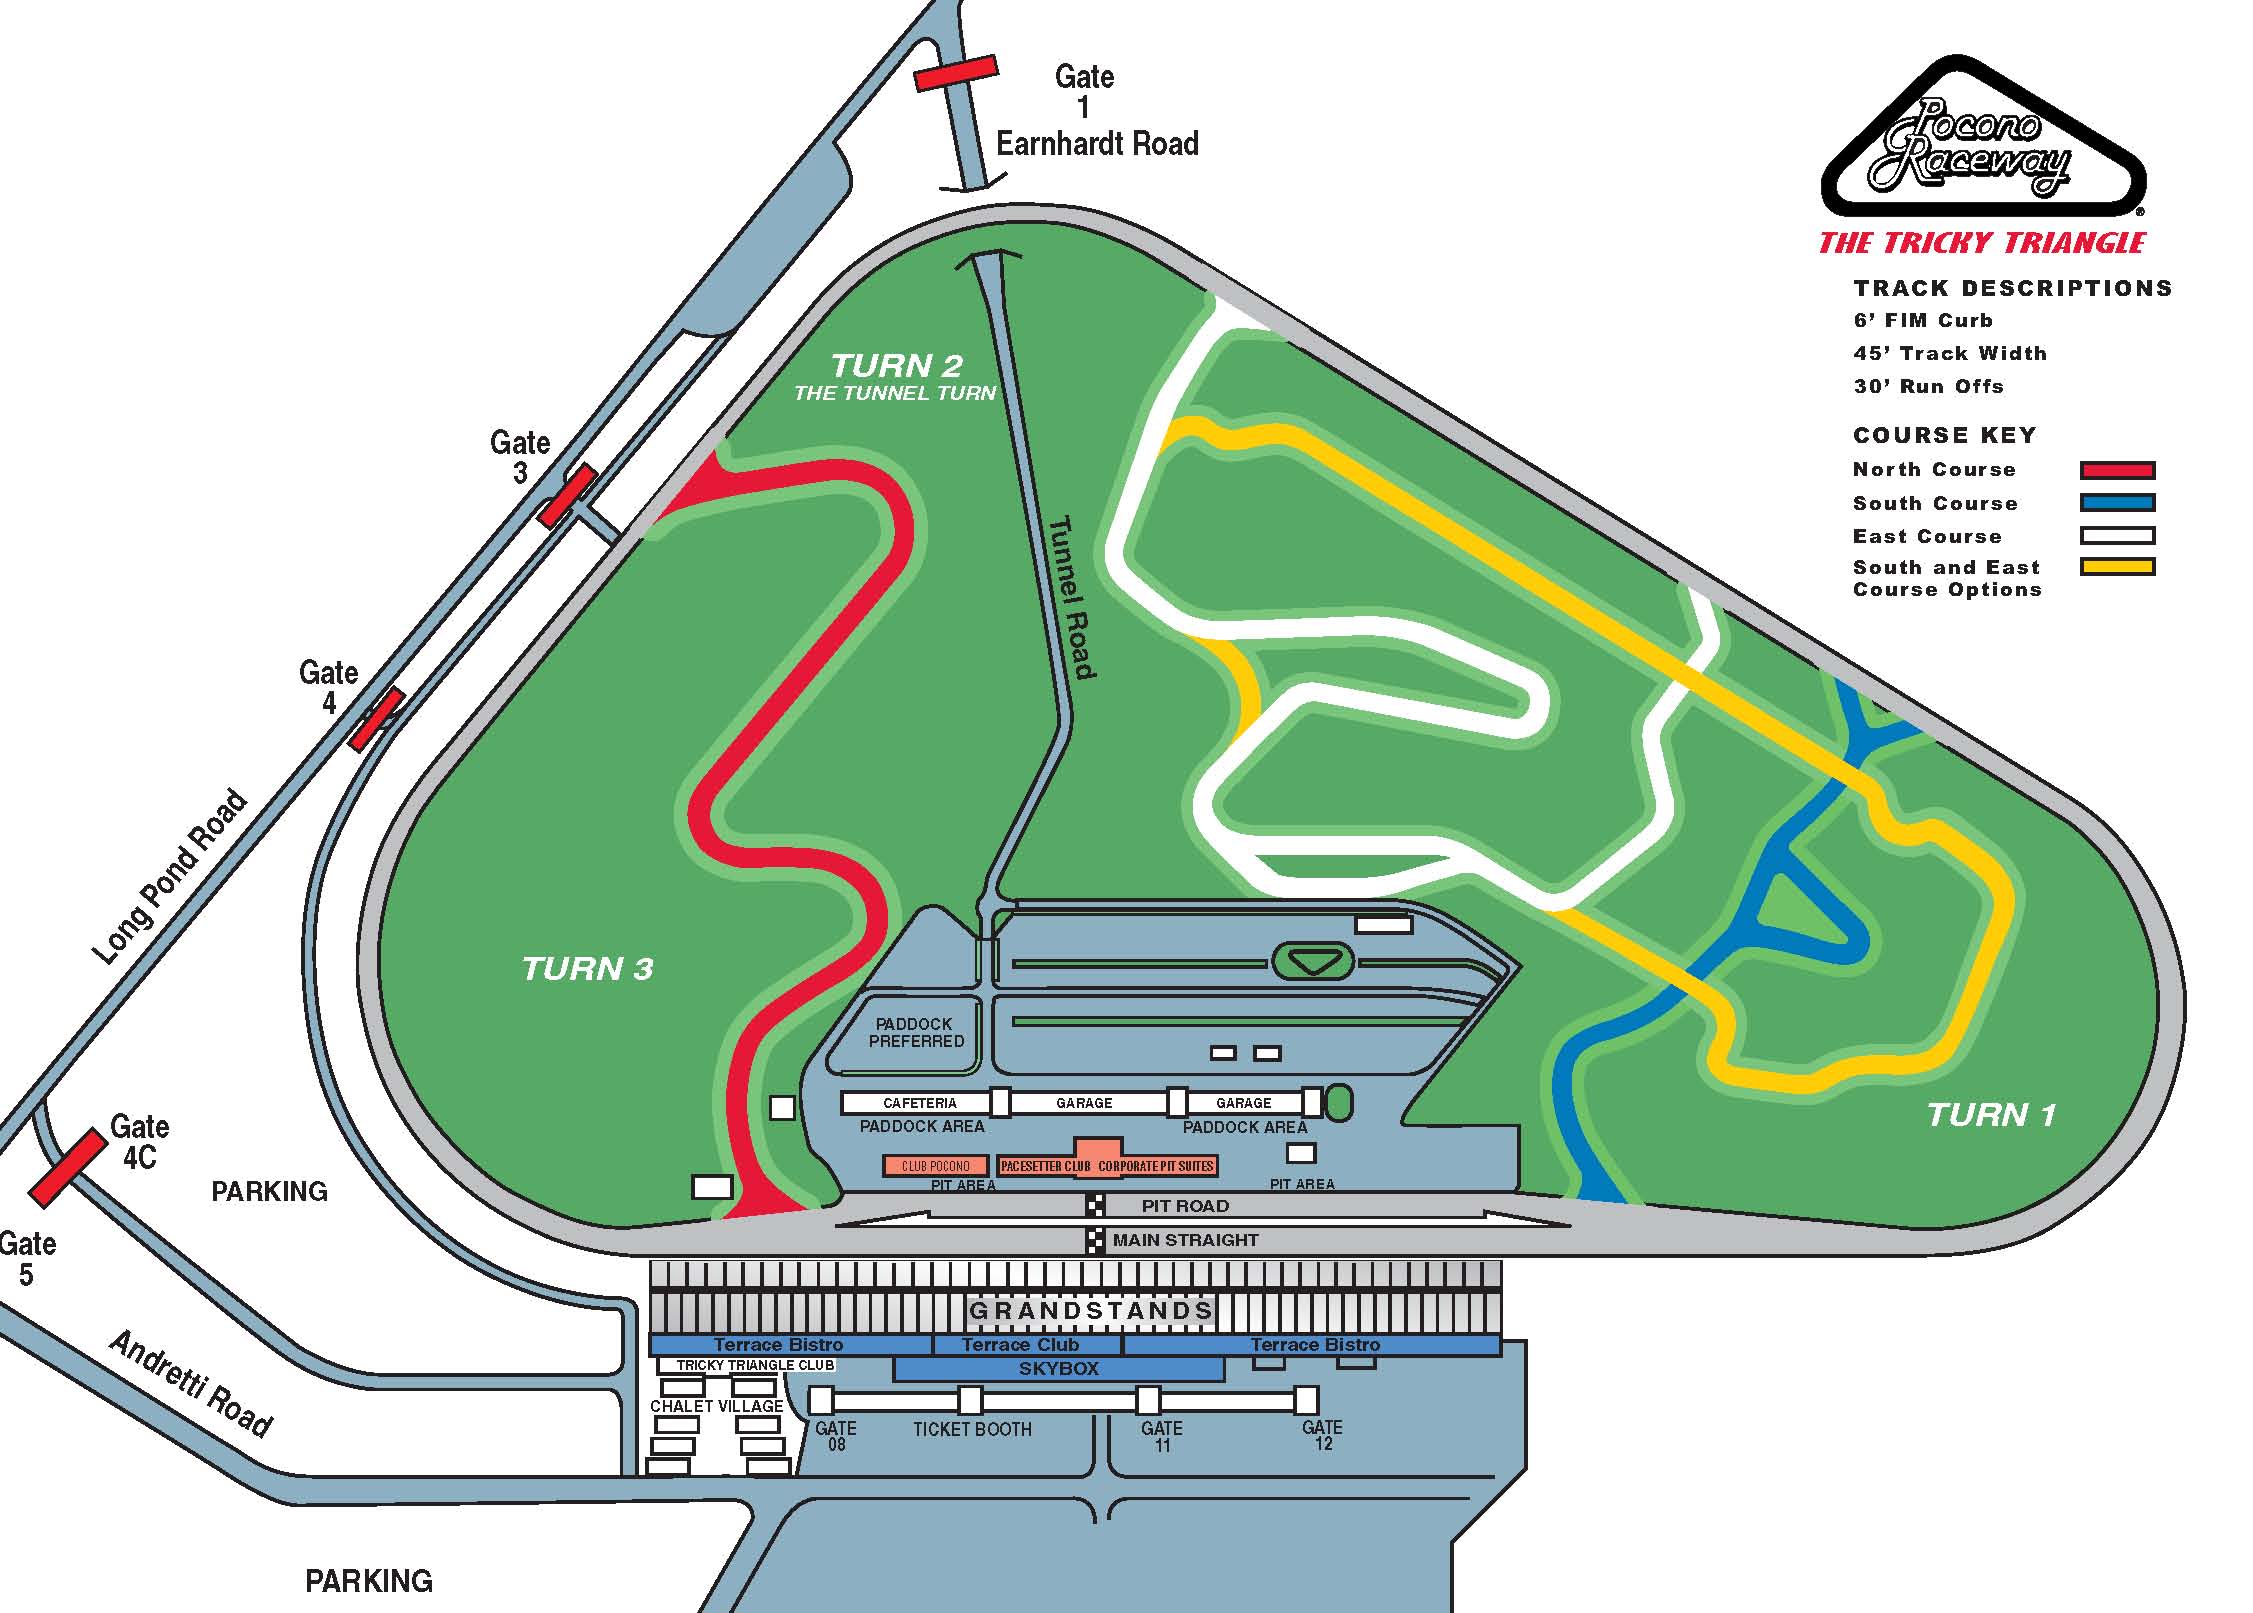 Gate
1
Earnhardt Road
Pocono
Raceway
®
THE TRICKY TRIANGLE
TRACK DESCRIPTIONS
6’ FIM Curb
45’ Track Width
30’ Run Offs
COURSE KEY
North Course
South Course
East Course
South and East
Course Options
TURN 2
THE TUNNEL TURN
Gate
3
Tunnel Road
Gate
4
Long Pond Road
TURN 3
PADDOCK
PREFERRED
CAFETERIA
GARAGE
GARAGE
PADDOCK AREA
PADDOCK AREA
TURN 1
Gate
4C
CLUB POCONO
PACESETTER CLUB
CORPORATE PIT SUITES
PIT AREA
PIT AREA
PARKING
PIT ROAD
MAIN STRAIGHT
Gate
5
GRANDSTANDS
Terrace Bistro
Terrace Club
Terrace Bistro
TRICKY TRIANGLE CLUB
SKYBOX
Andretti Road
CHALET VILLAGE
GATE
08
TICKET BOOTH
GATE
11
GATE
12
PARKING